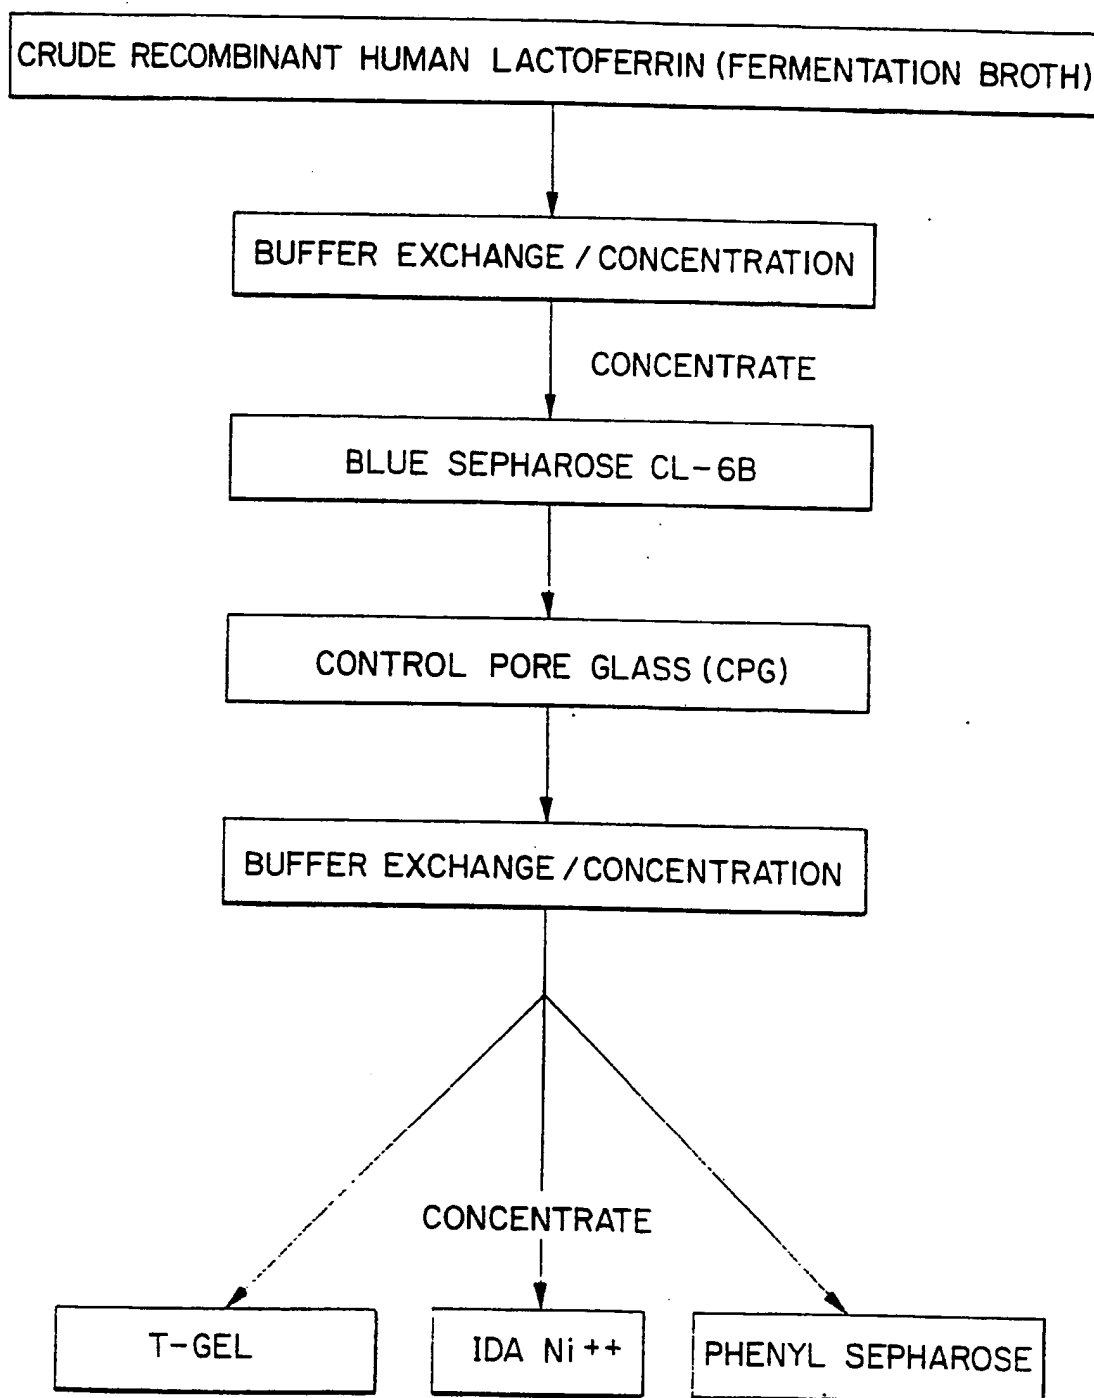 CRUDE RECOMBINANT HUMAN LACTOFERRIN (FERMENTATION BROTH)
BUFFER EXCHANGE / CONCENTRATION
CONCENTRATE
BLUE SEPHAROSE CL-6B
CONTROL PORE GLASS (CPG)
BUFFER EXCHANGE / CONCENTRATION
CONCENTRATE
T-GEL
IDA Ni++
PHENYL SEPHAROSE